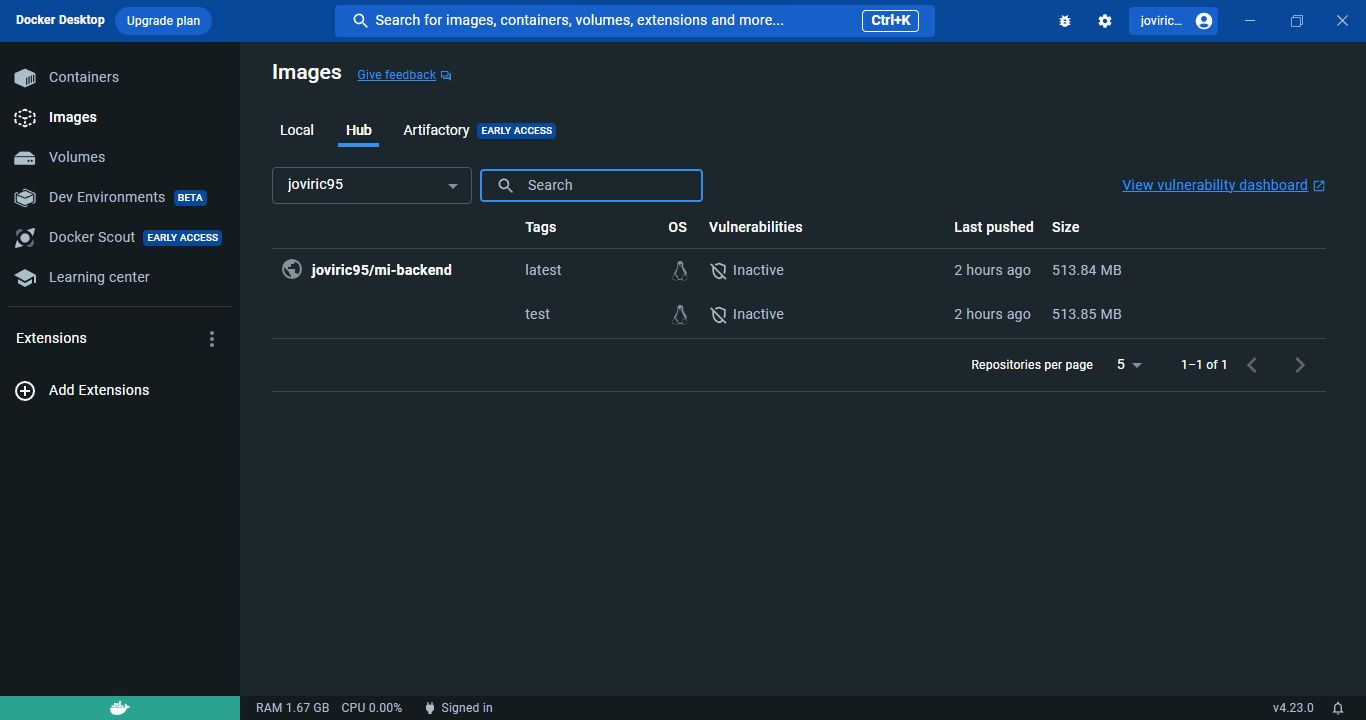 Docker Desktop Upgrade plan Search for images, containers, volumes, extensions and more... Ctrl+K joviric...
Containers
Images
Volumes
Dev Environments BETA
Docker Scout EARLY ACCESS
Learning center
Extensions
Add Extensions
Images Give feedback
Local Hub Artifactory EARLY ACCESS
joviric95 Search View vulnerability dashboard
Tags OS Vulnerabilities Last pushed Size
joviric95/mi-backend latest Inactive 2 hours ago 513.84 MB
test Inactive 2 hours ago 513.85 MB
Repositories per page 5 1–1 of 1
RAM 1.67 GB CPU 0.00% Signed in v4.23.0